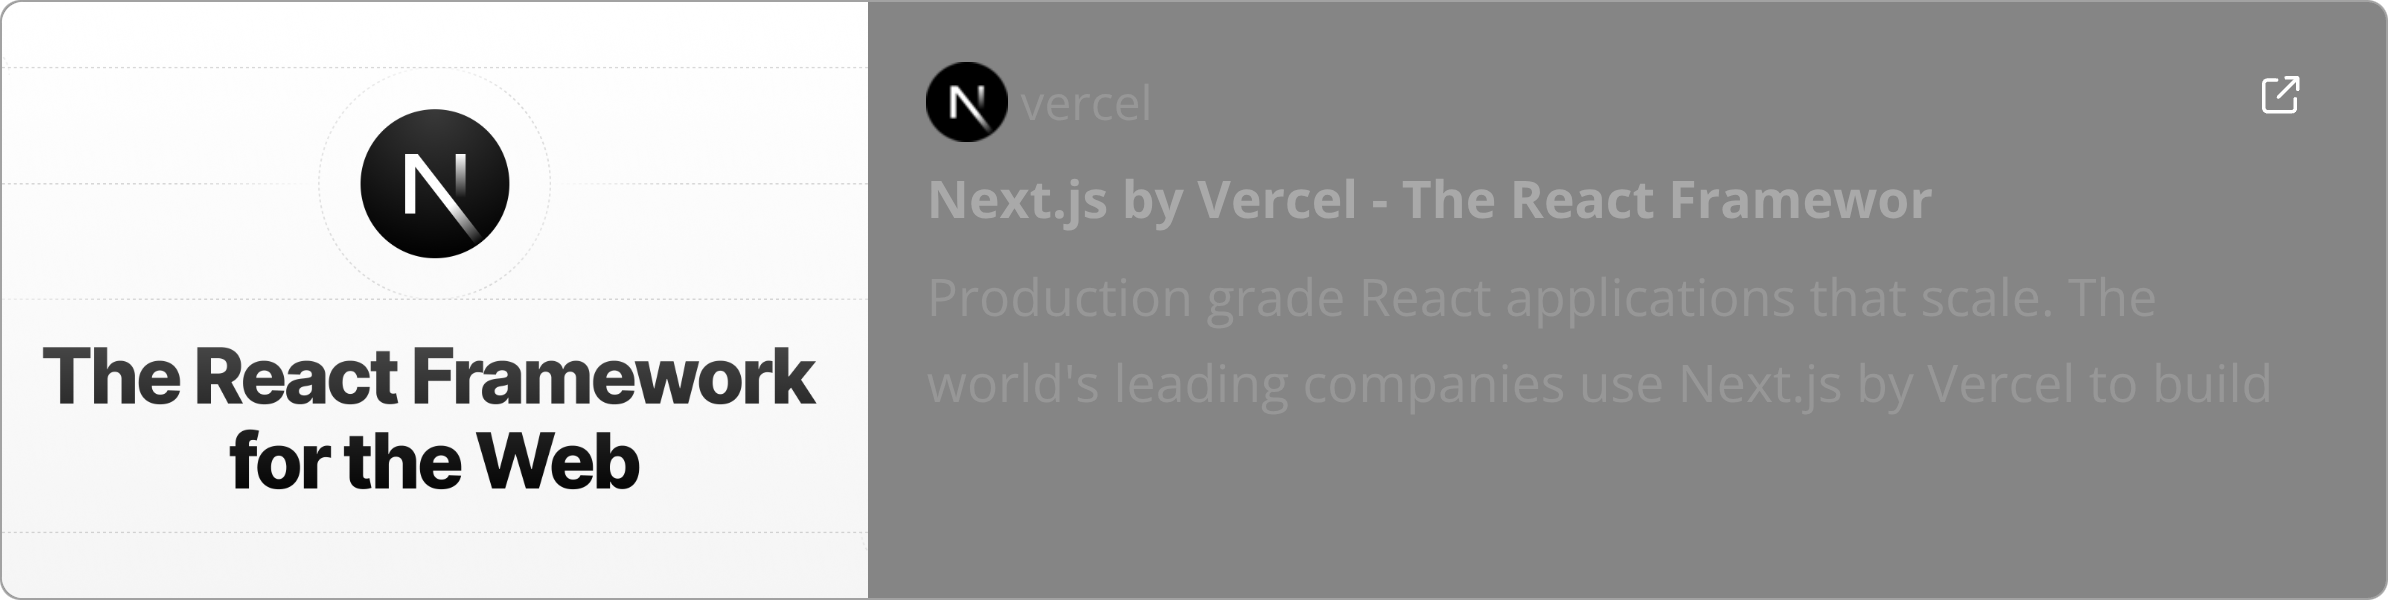 The React Framework
for the Web
vercel
Next.js by Vercel - The React Framewor
Production grade React applications that scale. The
world's leading companies use Next.js by Vercel to build